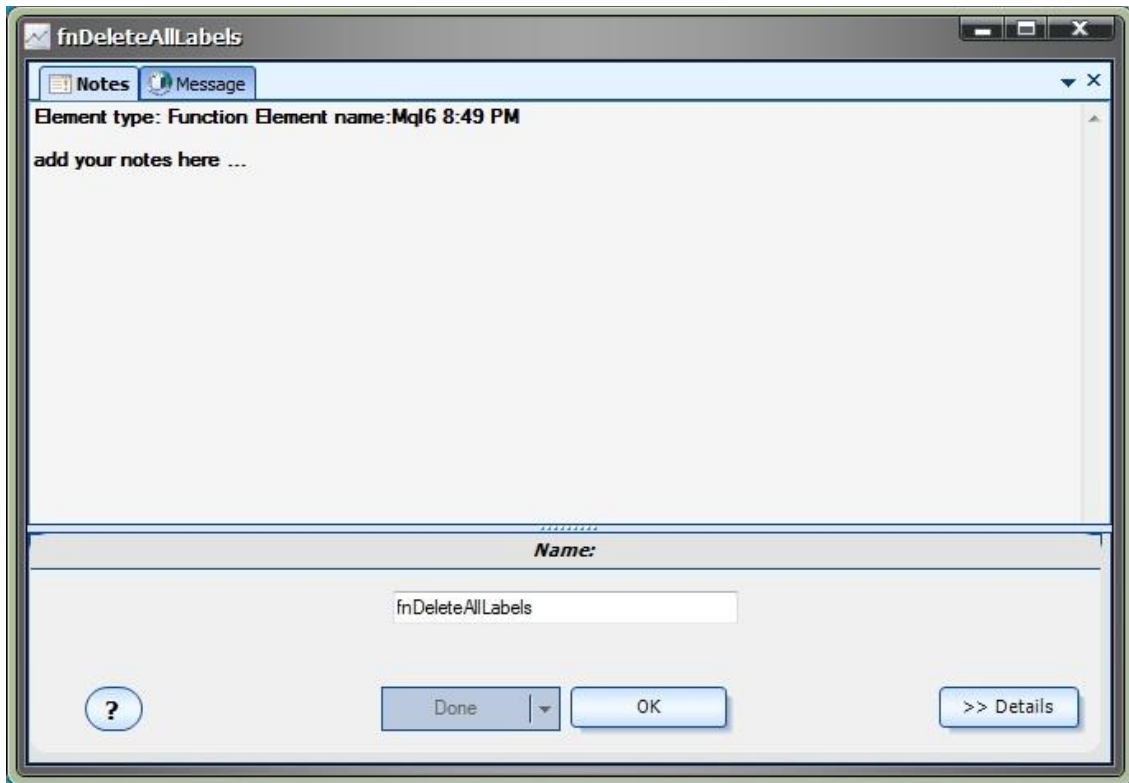 fnDeleteAllLabels
Notes Message
Element type: Function Element name:Mql6 8:49 PM
add your notes here ...
Name:
fnDeleteAllLabels
? Done OK >> Details